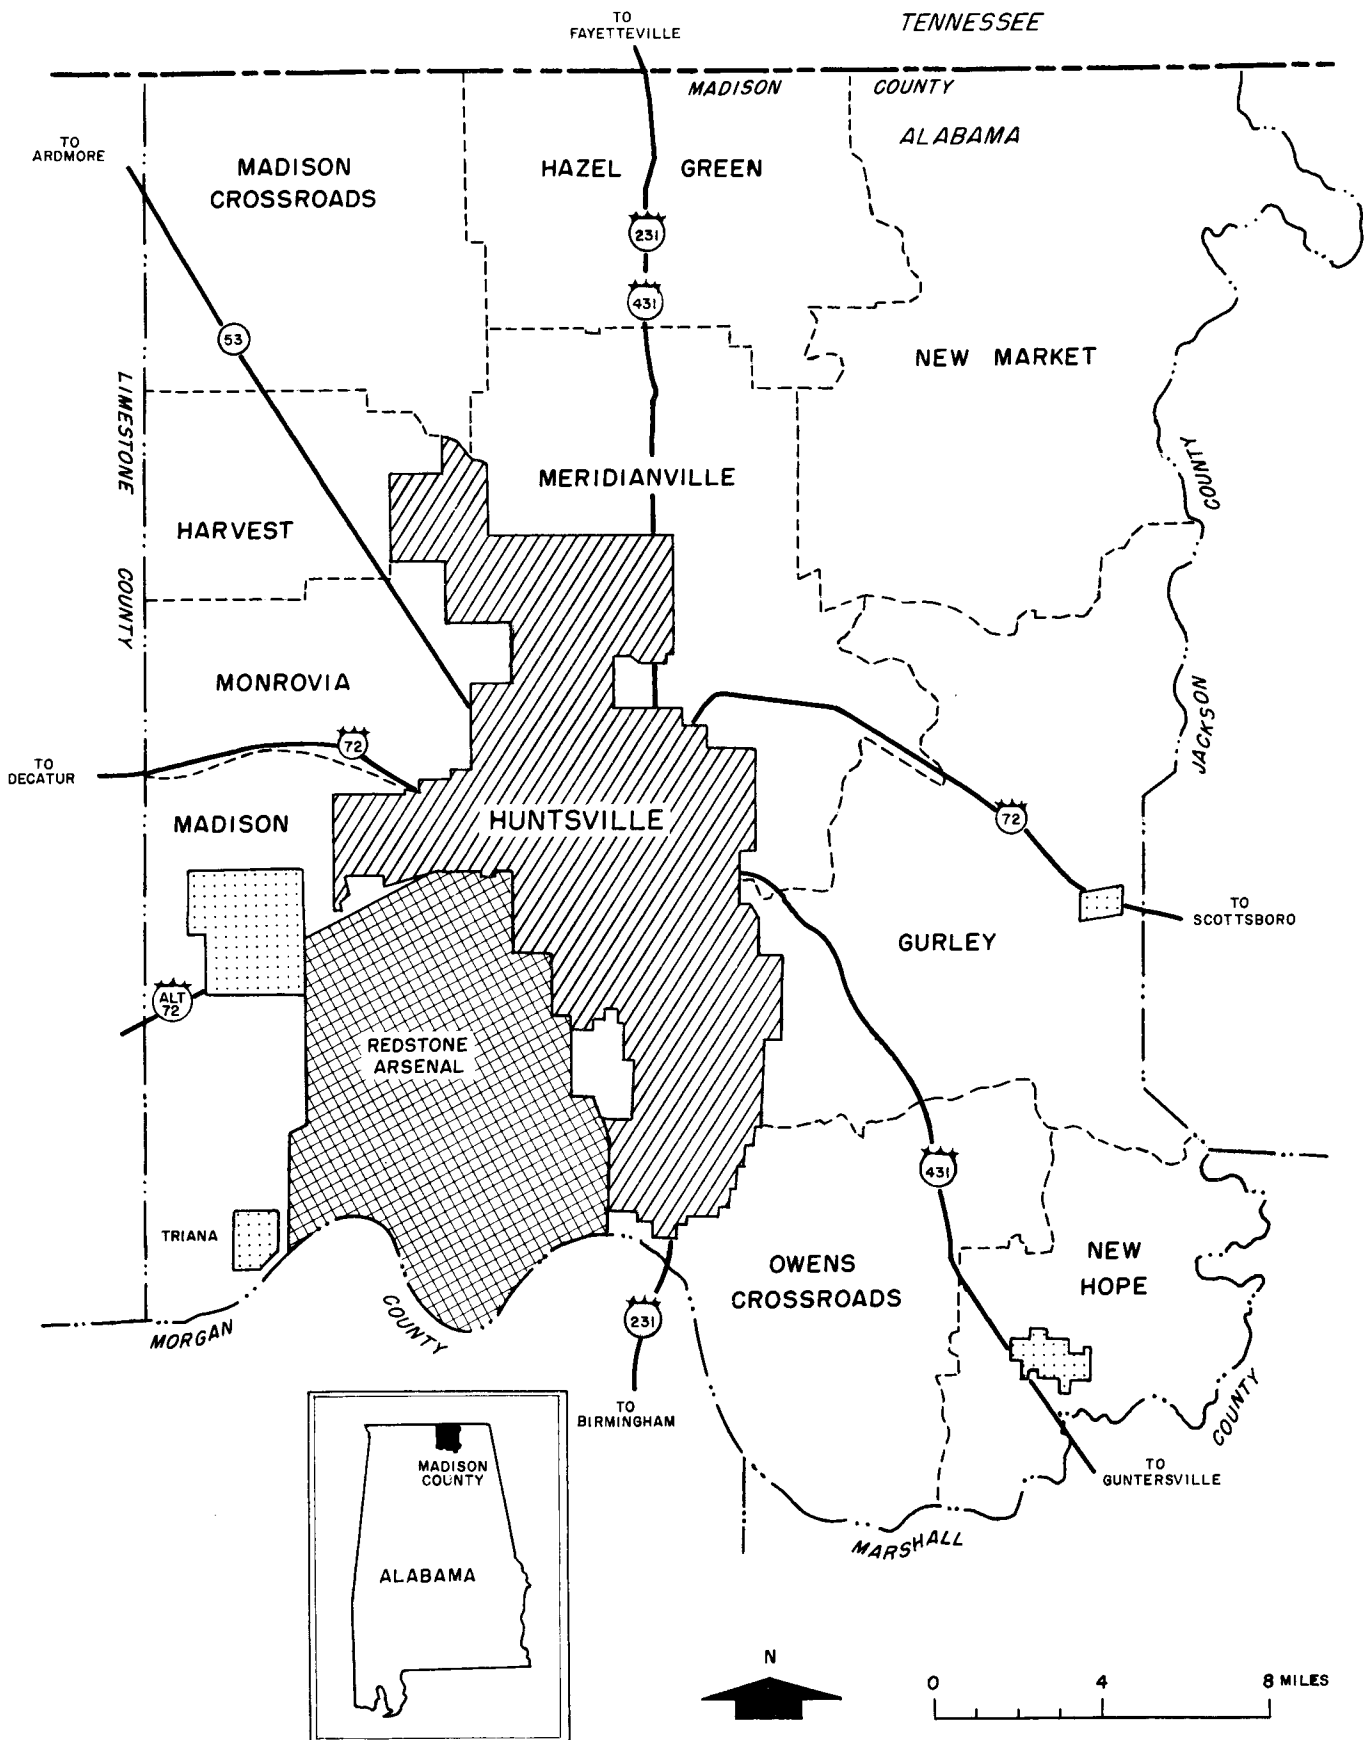 TO
FAYETTEVILLE
TENNESSEE
MADISON COUNTY
ALABAMA
TO
ARDMORE
MADISON
CROSSROADS
HAZEL GREEN
231
431
53
NEW MARKET
LIMESTONE COUNTY
COUNTY
MERIDIANVILLE
HARVEST
MONROVIA
JACKSON
72
TO
DECATUR
MADISON
HUNTSVILLE
72
TO
SCOTTSBORO
GURLEY
ALT
72
REDSTONE
ARSENAL
431
TRIANA
OWENS
CROSSROADS
NEW
HOPE
MORGAN COUNTY
231
TO
BIRMINGHAM
COUNTY
TO
GUNTERSVILLE
MARSHALL
MADISON
COUNTY
ALABAMA
N
0 4 8 MILES